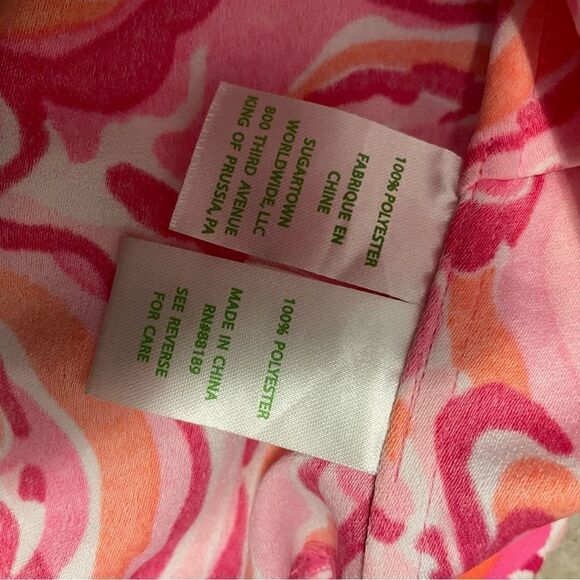 100% POLYESTER
FABRIQUE EN
CHINE
SUGARTOWN
WORLDWIDE, LLC
800 THIRD AVENUE
KING OF PRUSSIA, PA
100% POLYESTER
MADE IN CHINA
RN#88189
SEE REVERSE
FOR CARE